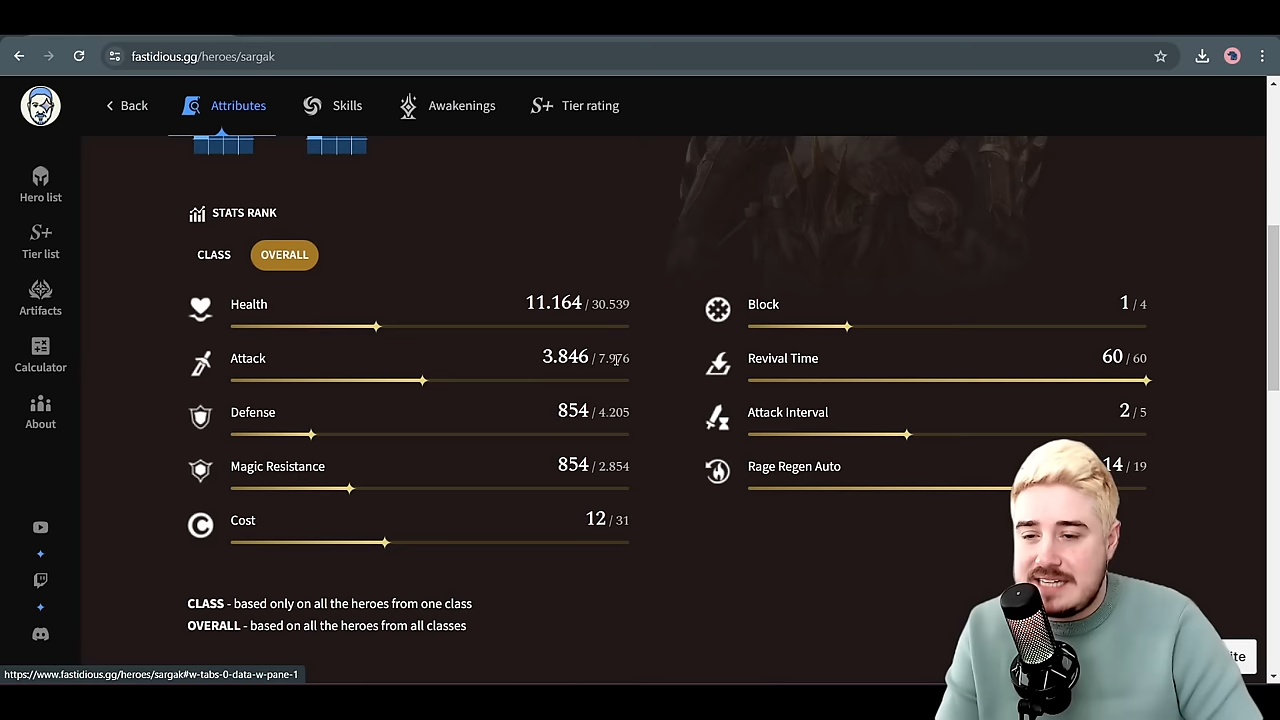 fastidious.gg/heroes/sargak
Back
Attributes
Skills
S+ Tier rating
Awakenings
Hero list
S+
Tier list
Artifacts
Calculator
About
STATS RANK
CLASS
OVERALL
Health
11.164 / 30.539
Attack
3.846 / 7.976
Defense
854 / 4.205
Magic Resistance
854 / 2.854
Cost
12 / 31
Block
1 / 4
Revival Time
60 / 60
Attack Interval
2 / 5
Rage Regen Auto
14 / 19
CLASS - based only on all the heroes from one class
OVERALL - based on all the heroes from all classes
https://www.fastidious.gg/heroes/sargak#w-tabs-0-data-w-pane-1